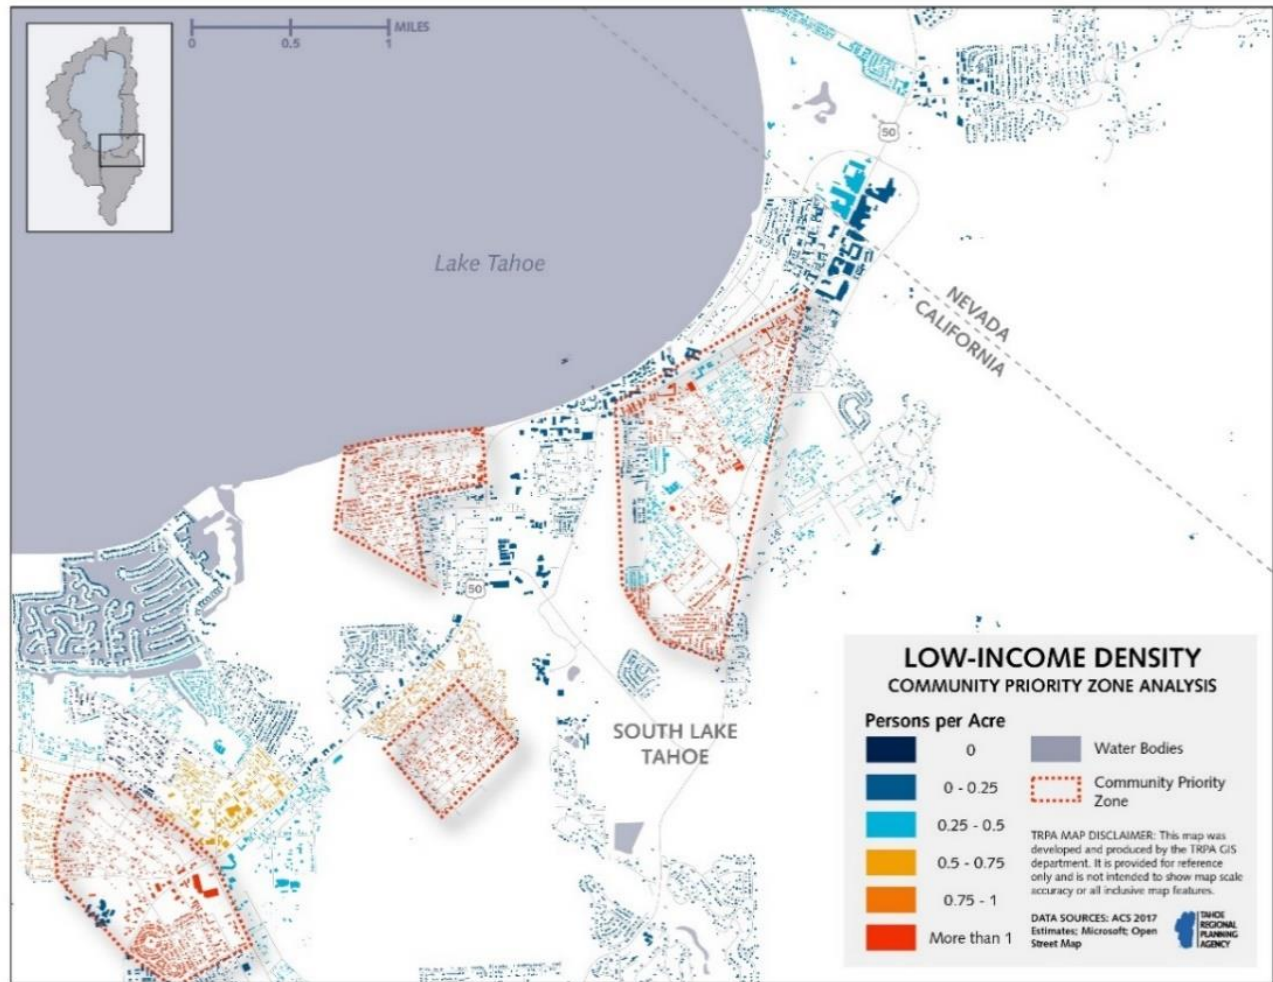 MILES
0 0.5 1
50
Lake Tahoe
NEVADA
CALIFORNIA
50
SOUTH LAKE
TAHOE
LOW-INCOME DENSITY
COMMUNITY PRIORITY ZONE ANALYSIS
Persons per Acre
0
0 - 0.25
0.25 - 0.5
0.5 - 0.75
0.75 - 1
More than 1
Water Bodies
Community Priority
Zone
TRPA MAP DISCLAIMER: This map was
developed and produced by the TRPA GIS
department. It is provided for reference
only and is not intended to show map scale
accuracy or all inclusive map features.
DATA SOURCES: ACS 2017
Estimates; Microsoft; Open
Street Map
TAHOE
REGIONAL
PLANNING
AGENCY